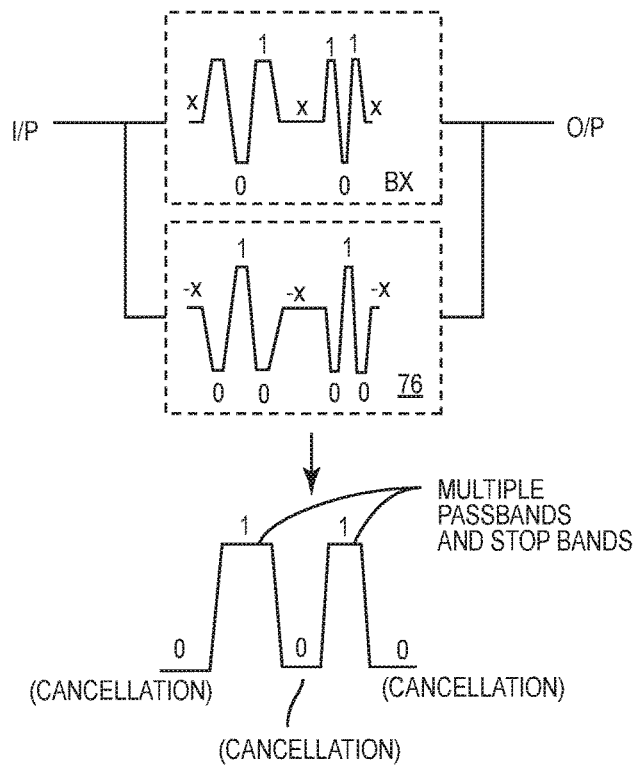 1 1 1
x x x
I/P O/P
0 0 BX
1 1
-x -x -x
0 0 0 0 76
MULTIPLE
PASSBANDS
AND STOP BANDS
1 1
0 0 0
(CANCELLATION) (CANCELLATION)
(CANCELLATION)